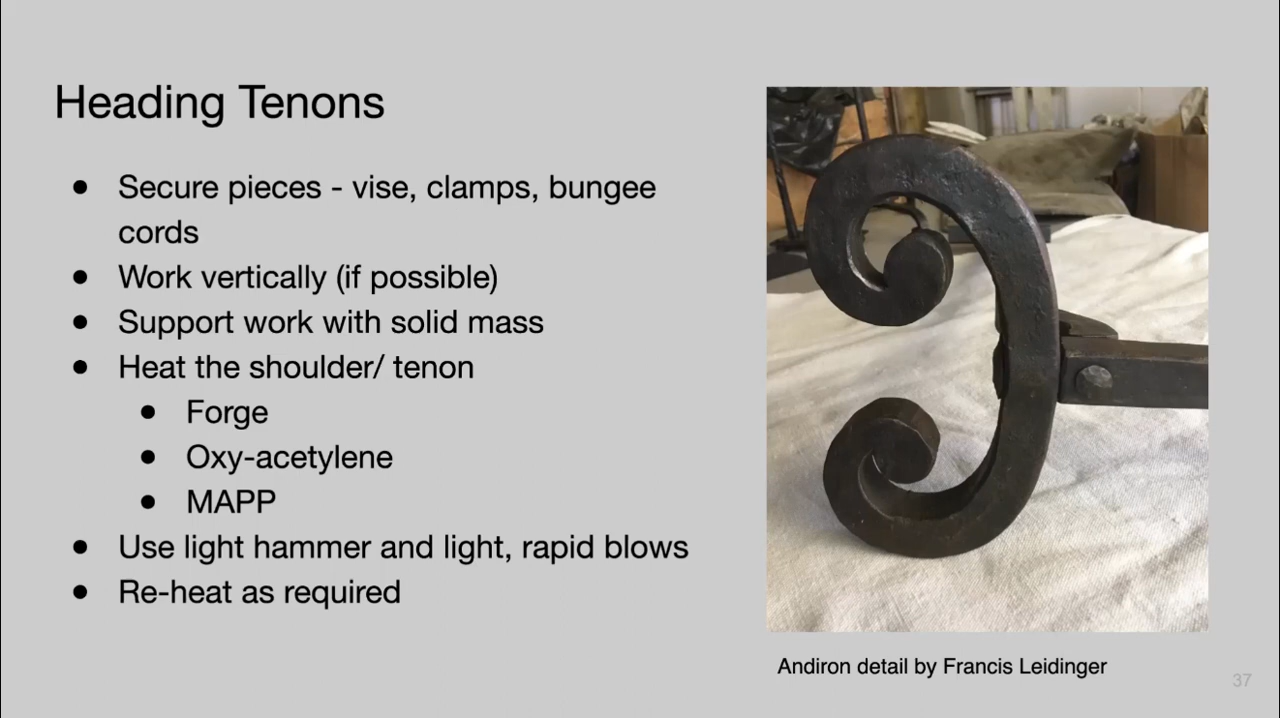 Heading Tenons
● Secure pieces - vise, clamps, bungee
cords
● Work vertically (if possible)
● Support work with solid mass
● Heat the shoulder/ tenon
● Forge
● Oxy-acetylene
● MAPP
● Use light hammer and light, rapid blows
● Re-heat as required
Andiron detail by Francis Leidinger
37